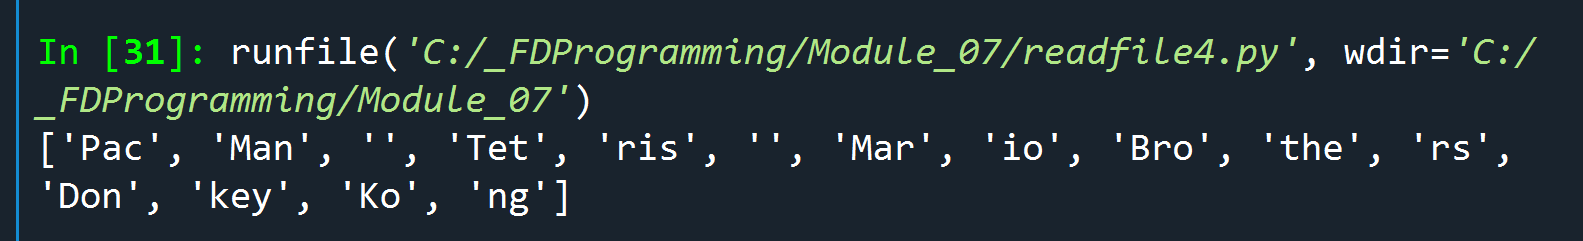 In [31]: runfile('C:/_FDProgramming/Module_07/readfile4.py', wdir='C:/
_FDProgramming/Module_07')
['Pac', 'Man', '', 'Tet', 'ris', '', 'Mar', 'io', 'Bro', 'the', 'rs',
'Don', 'key', 'Ko', 'ng']